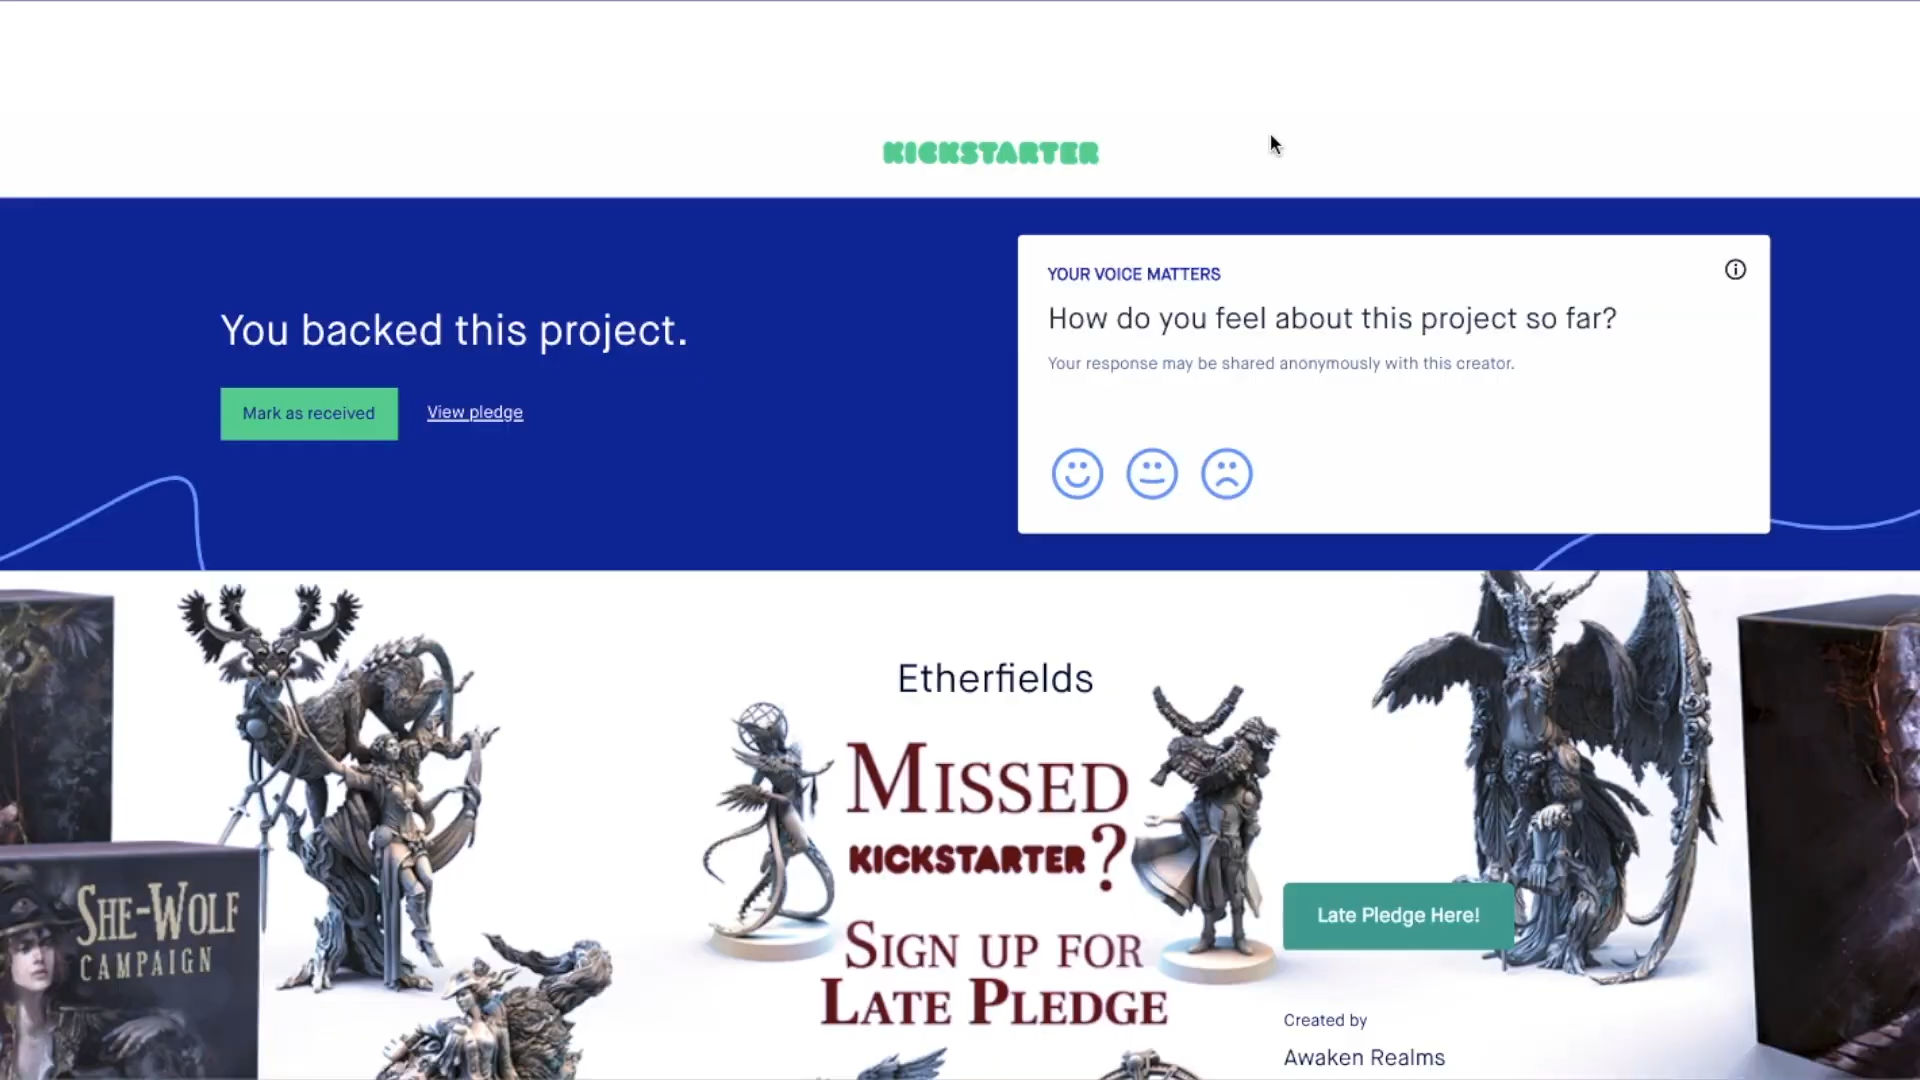 KICKSTARTER
You backed this project.
Mark as received
View pledge
YOUR VOICE MATTERS
How do you feel about this project so far?
Your response may be shared anonymously with this creator.
Etherfields
MISSED
KICKSTARTER?
SIGN UP FOR
LATE PLEDGE
Late Pledge Here!
Created by
Awaken Realms
SHE-WOLF
CAMPAIGN